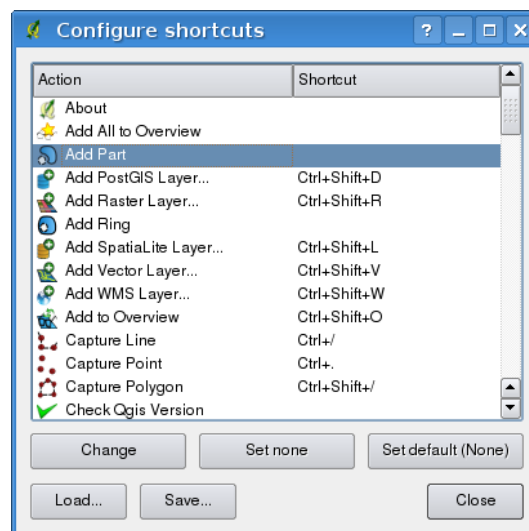 Configure shortcuts ?
Action Shortcut
About
Add All to Overview
Add Part
Add PostGIS Layer... Ctrl+Shift+D
Add Raster Layer... Ctrl+Shift+R
Add Ring
Add SpatiaLite Layer... Ctrl+Shift+L
Add Vector Layer... Ctrl+Shift+V
Add WMS Layer... Ctrl+Shift+W
Add to Overview Ctrl+Shift+O
Capture Line Ctrl+/
Capture Point Ctrl+.
Capture Polygon Ctrl+Shift+/
Check Qgis Version
Change Set none Set default (None)
Load... Save... Close